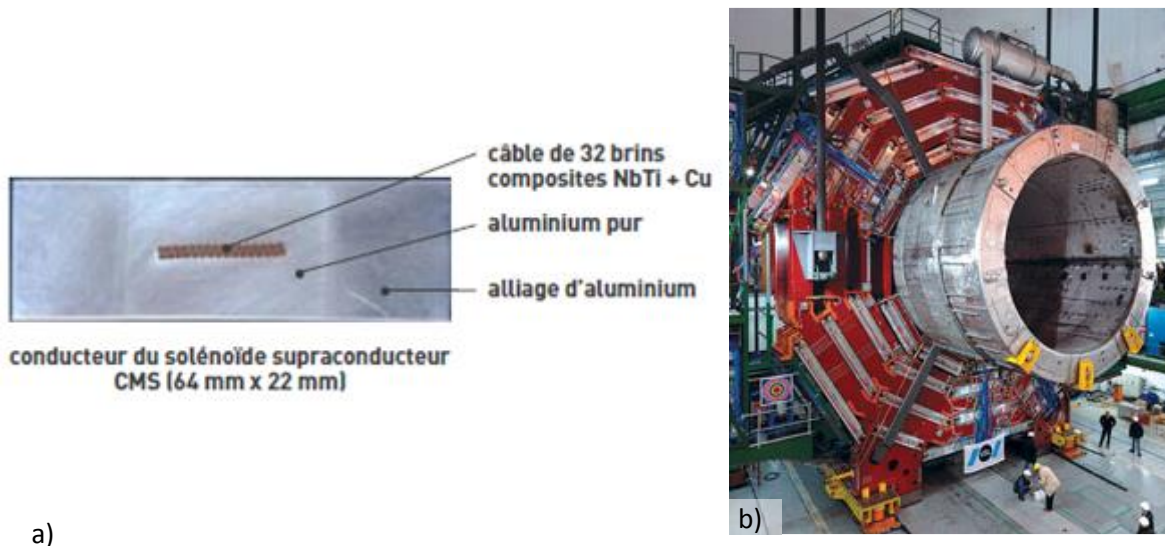 câble de 32 brins
composites NbTi + Cu
aluminium pur
alliage d'aluminium
conducteur du solénoïde supraconducteur
CMS (64 mm x 22 mm)
a)
b)